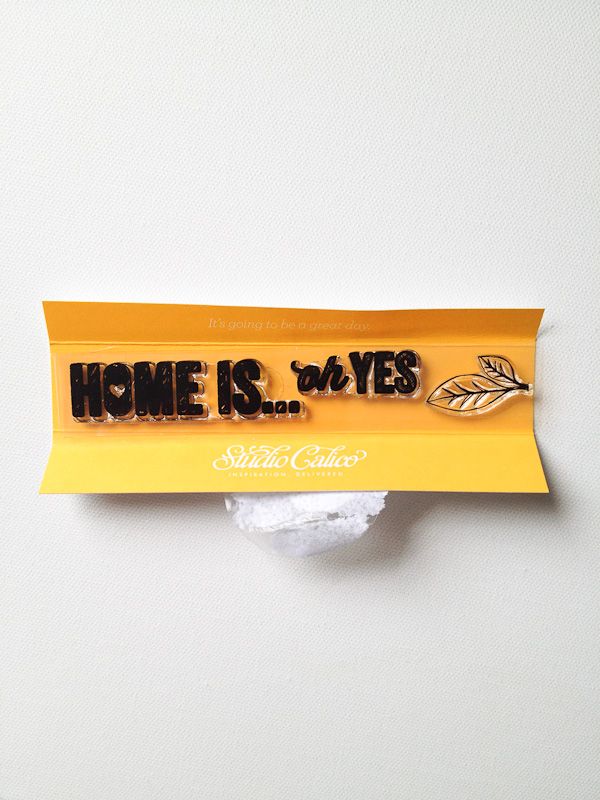 It's going to be a great day.
HOME IS... oh YES
Studio Calico
INSPIRATION, DELIVERED